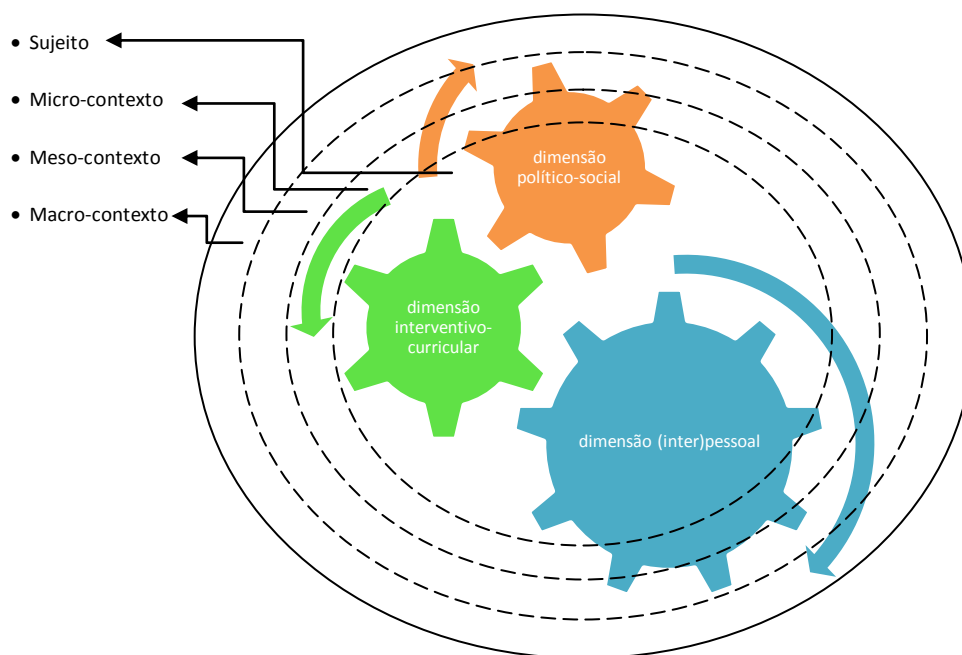 • Sujeito
• Micro-contexto
• Meso-contexto
• Macro-contexto
dimensão
político-social
dimensão
interventivo-
curricular
dimensão (inter)pessoal